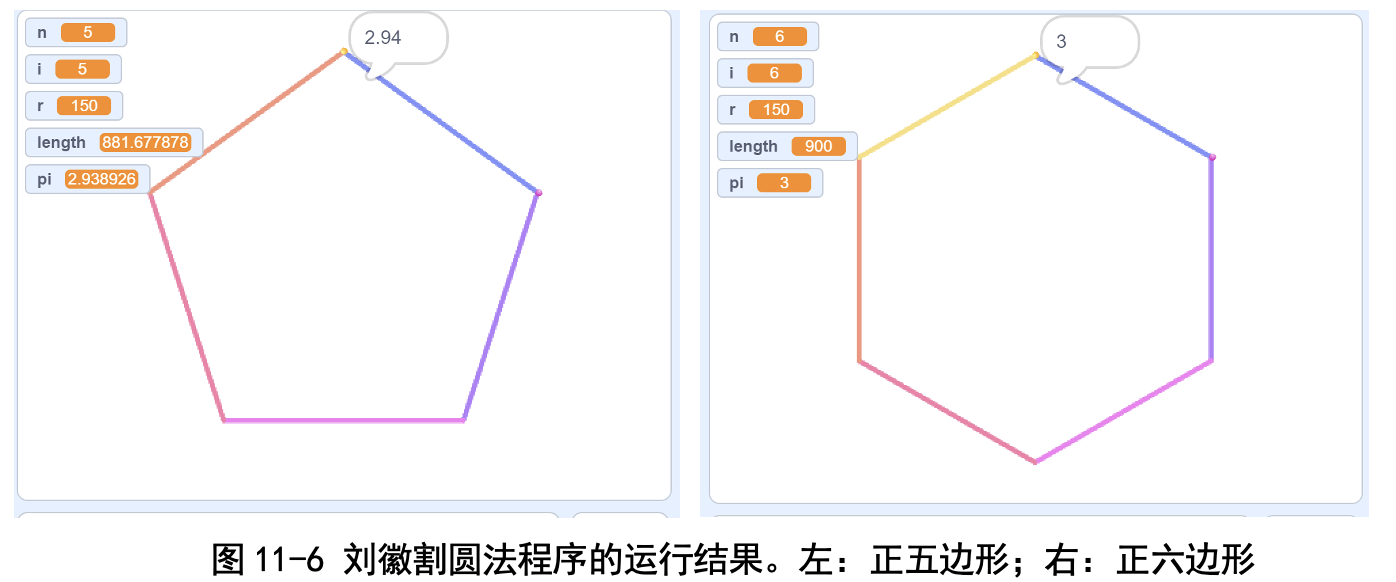 n 5
i 5
r 150
length 881.677878
pi 2.938926
2.94
n 6
i 6
r 150
length 900
pi 3
3
图 11-6 刘徽割圆法程序的运行结果。左：正五边形；右：正六边形